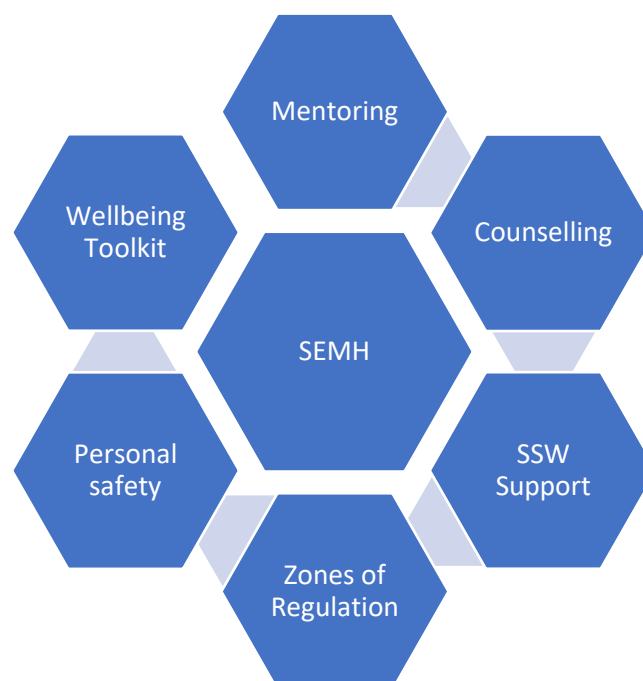 Mentoring
Counselling
SSW
Support
Zones of
Regulation
Personal
safety
Wellbeing
Toolkit
SEMH